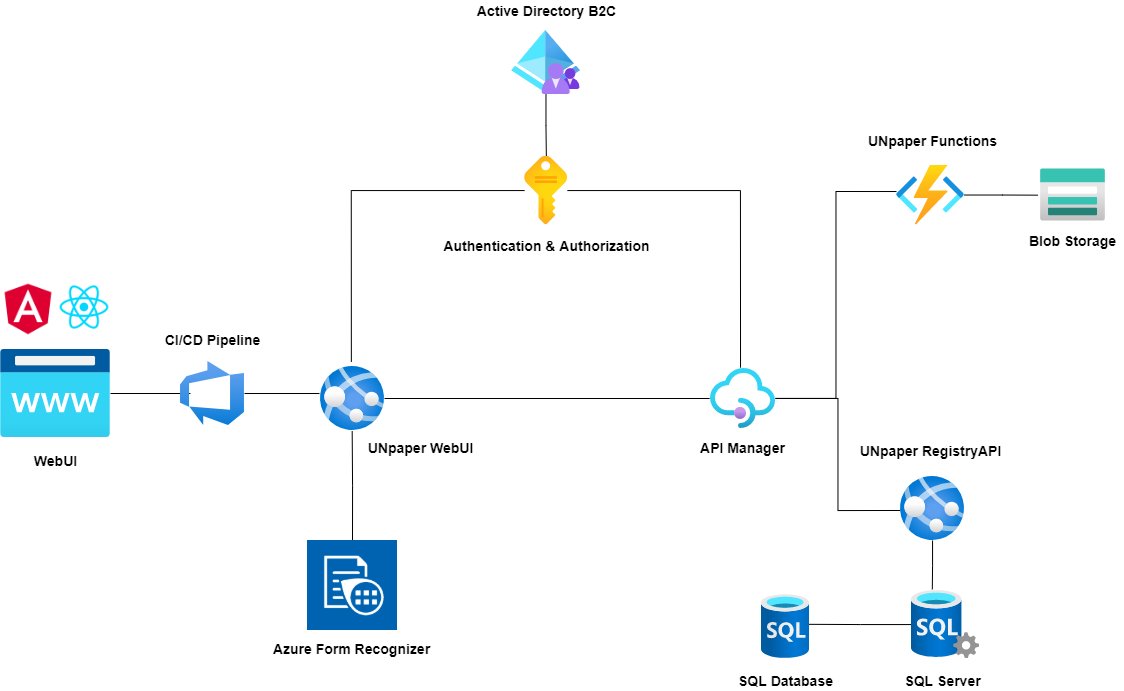 Active Directory B2C
UNpaper Functions
Blob Storage
Authentication & Authorization
A
CI/CD Pipeline
WWW
WebUI
UNpaper WebUI
API Manager
UNpaper RegistryAPI
Azure Form Recognizer
SQL
SQL
SQL Database
SQL Server